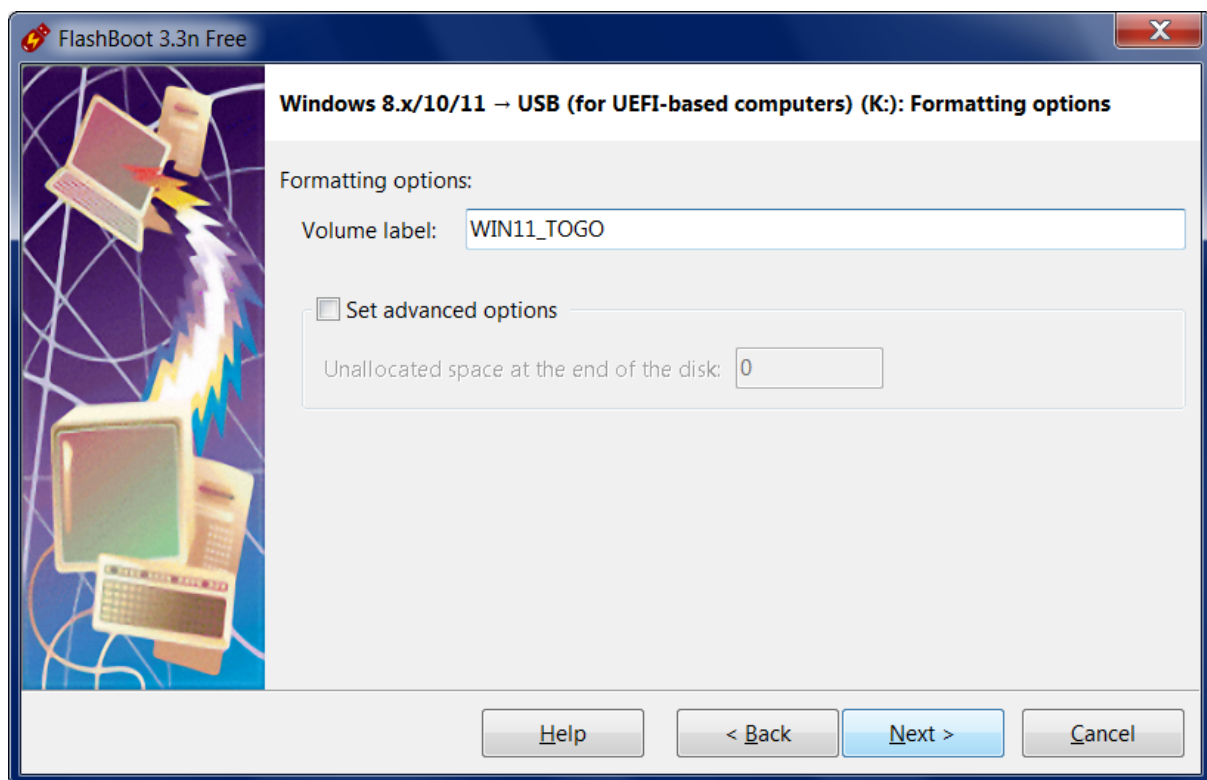 FlashBoot 3.3n Free
Windows 8.x/10/11 → USB (for UEFI-based computers) (K:): Formatting options
Formatting options:
Volume label: WIN11_TOGO
Set advanced options
Unallocated space at the end of the disk: 0
Help < Back Next > Cancel